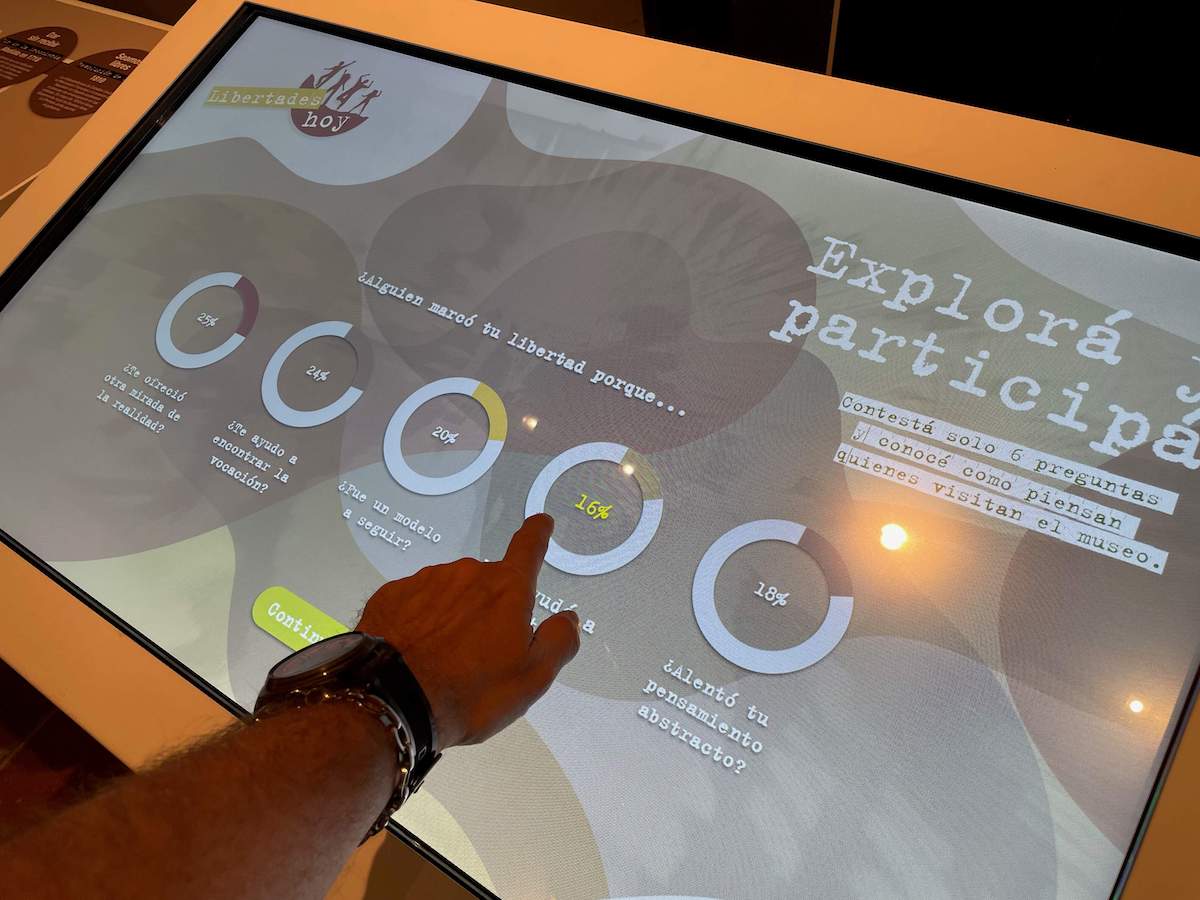 Libertades
hoy
Explorá
participá
Contestá solo 6 preguntas
y conocé como piensan
quienes visitan el museo.
¿Alguien marcó tu libertad porque...
25%
¿Te ofreció
otra mirada de
la realidad?
24%
¿Te ayudo a
encontrar la
vocación?
20%
¿Fue un modelo
a seguir?
16%
18%
¿Alentó tu
pensamiento
abstracto?
1810